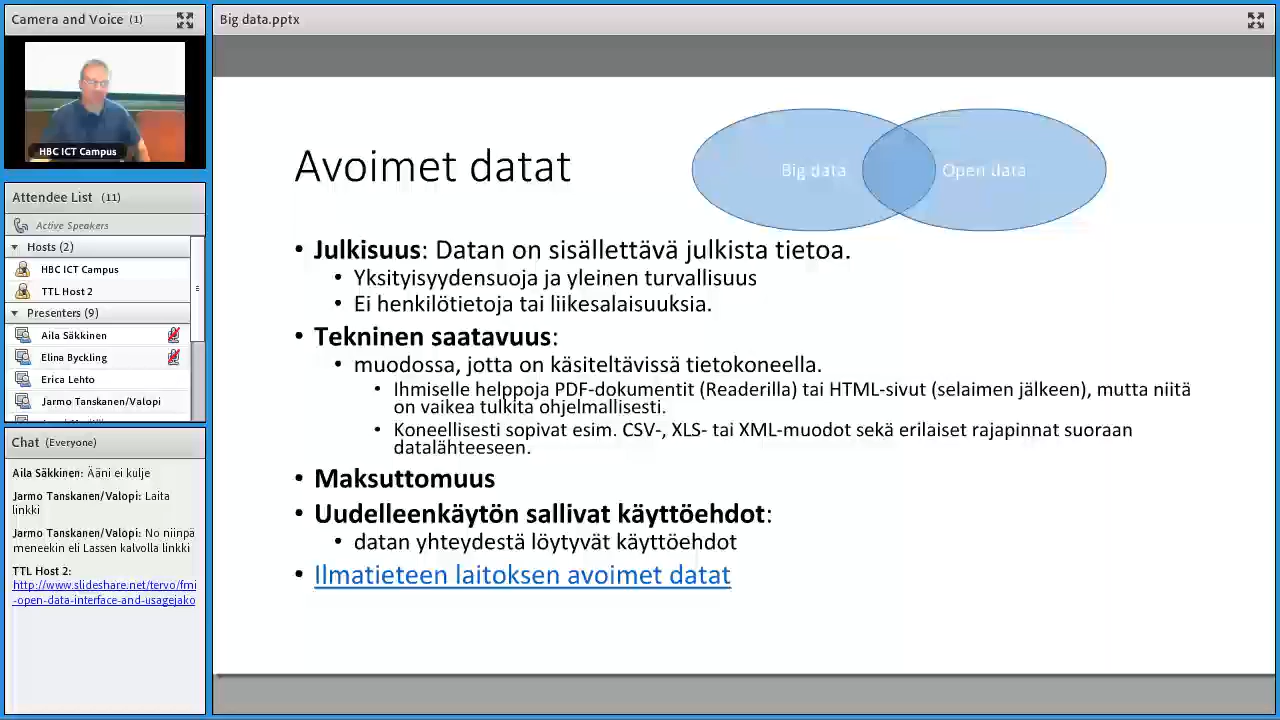 Camera and Voice (1)
HBC ICT Campus
Attendee List (11)
Active Speakers
Hosts (2)
HBC ICT Campus
TTL Host 2
Presenters (9)
Aila Säkkinen
Elina Byckling
Erica Lehto
Jarmo Tanskanen/Valopi
Chat (Everyone)
Aila Säkkinen: Ääni ei kulje
Jarmo Tanskanen/Valopi: Laita
linkki
Jarmo Tanskanen/Valopi: No niinpä
meneekin eli Lassen kalvolla linkki
TTL Host 2:
http://www.slideshare.net/tervo/fmi
-open-data-interface-and-usagejako
Big data.pptx
Avoimet datat
Big data
Open data
• Julkisuus: Datan on sisällettävä julkista tietoa.
• Yksityisyydensuoja ja yleinen turvallisuus
• Ei henkilötietoja tai liikesalaisuuksia.
• Tekninen saatavuus:
• muodossa, jotta on käsiteltävissä tietokoneella.
• Ihmiselle helppoja PDF-dokumentit (Readerilla) tai HTML-sivut (selaimen jälkeen), mutta niitä
on vaikea tulkita ohjelmallisesti.
• Koneellisesti sopivat esim. CSV-, XLS- tai XML-muodot sekä erilaiset rajapinnat suoraan
datalähteeseen.
• Maksuttomuus
• Uudelleenkäytön sallivat käyttöehdot:
• datan yhteydestä löytyvät käyttöehdot
• Ilmatieteen laitoksen avoimet datat